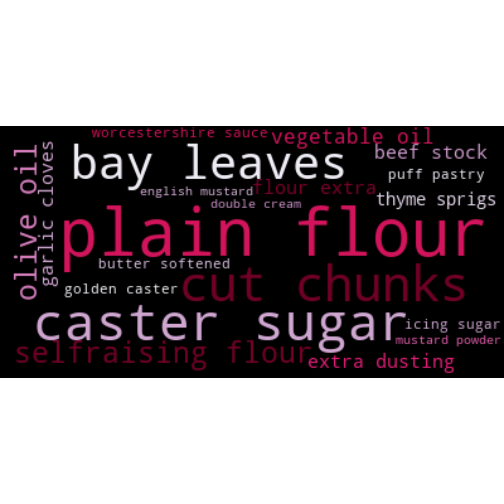 worcestershire sauce
vegetable oil
bay leaves
beef stock
puff pastry
english mustard
flour extra
thyme sprigs
double cream
olive oil
garlic cloves
plain flour
butter softened
golden caster
cut chunks
caster sugar
icing sugar
mustard powder
selfraising flour
extra dusting